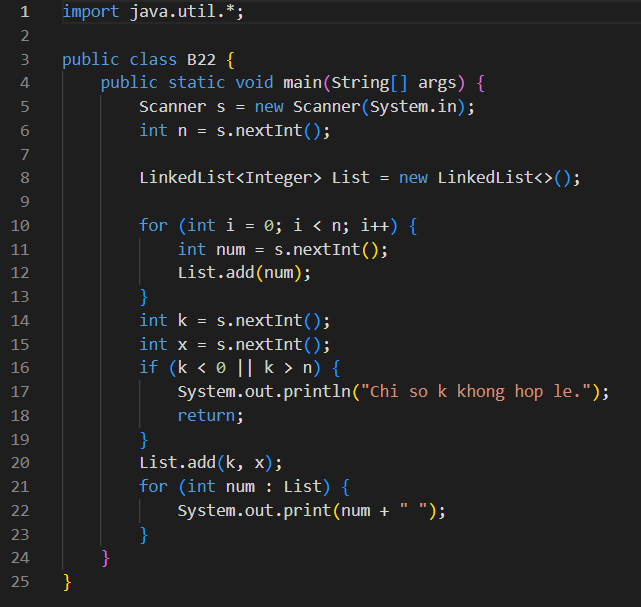 1 import java.util.*;
2
3 public class B22 {
4 public static void main(String[] args) {
5 Scanner s = new Scanner(System.in);
6 int n = s.nextInt();
7
8 LinkedList<Integer> List = new LinkedList<>();
9
10 for (int i = 0; i < n; i++) {
11 int num = s.nextInt();
12 List.add(num);
13 }
14 int k = s.nextInt();
15 int x = s.nextInt();
16 if (k < 0 || k > n) {
17 System.out.println("Chi so k khong hop le.");
18 return;
19 }
20 List.add(k, x);
21 for (int num : List) {
22 System.out.print(num + " ");
23 }
24 }
25 }